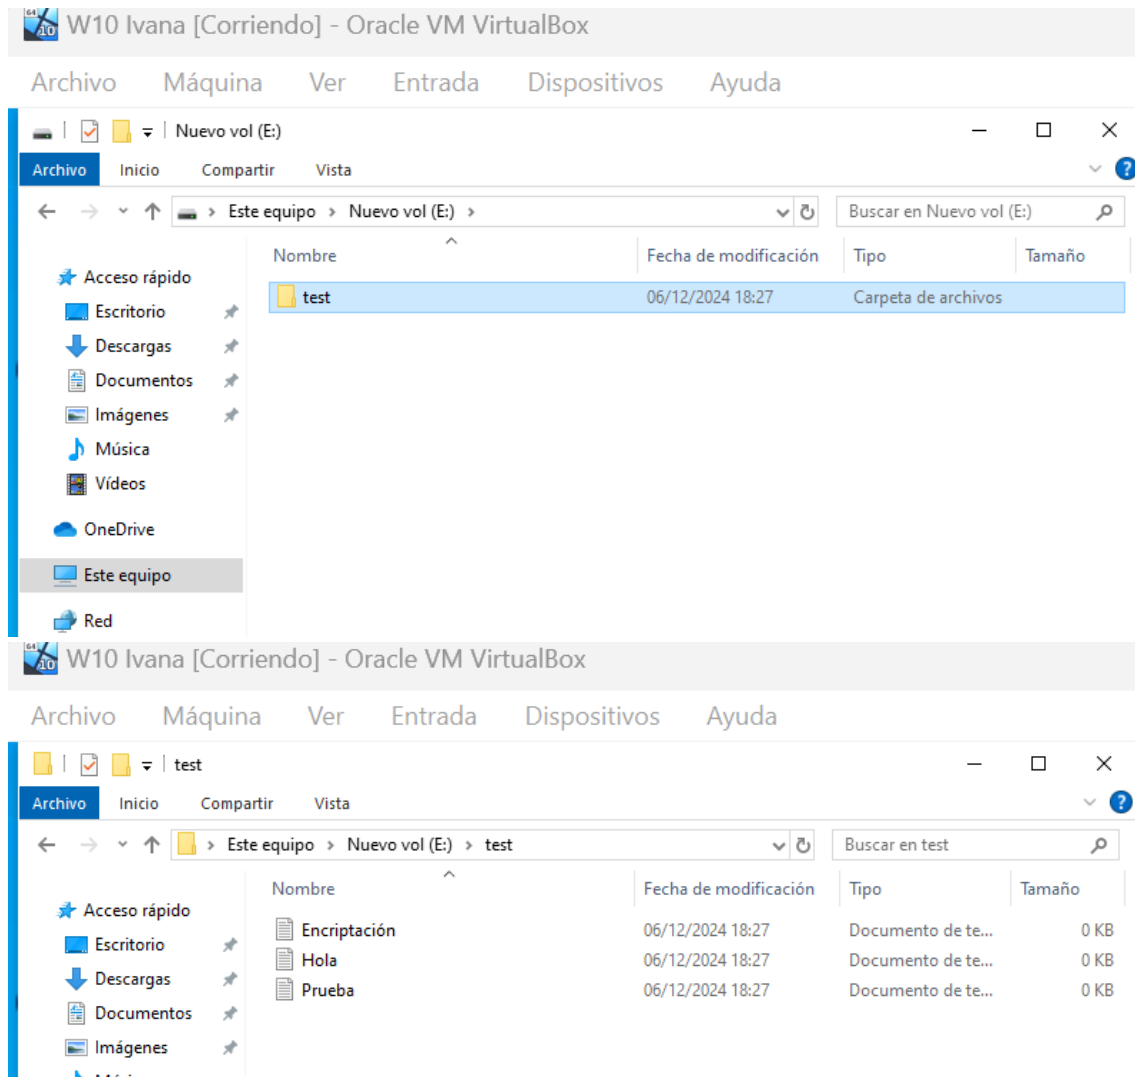 W10 Ivana [Corriendo] - Oracle VM VirtualBox
Archivo Máquina Ver Entrada Dispositivos Ayuda
Nuevo vol (E:)
Archivo Inicio Compartir Vista
Este equipo > Nuevo vol (E:) > Buscar en Nuevo vol (E:)
Nombre Fecha de modificación Tipo Tamaño
Acceso rápido
test 06/12/2024 18:27 Carpeta de archivos
Escritorio
Descargas
Documentos
Imágenes
Música
Vídeos
OneDrive
Este equipo
Red
W10 Ivana [Corriendo] - Oracle VM VirtualBox
Archivo Máquina Ver Entrada Dispositivos Ayuda
test
Archivo Inicio Compartir Vista
Este equipo > Nuevo vol (E:) > test Buscar en test
Nombre Fecha de modificación Tipo Tamaño
Acceso rápido
Encriptación 06/12/2024 18:27 Documento de te... 0 KB
Escritorio
Hola 06/12/2024 18:27 Documento de te... 0 KB
Descargas
Prueba 06/12/2024 18:27 Documento de te... 0 KB
Documentos
Imágenes